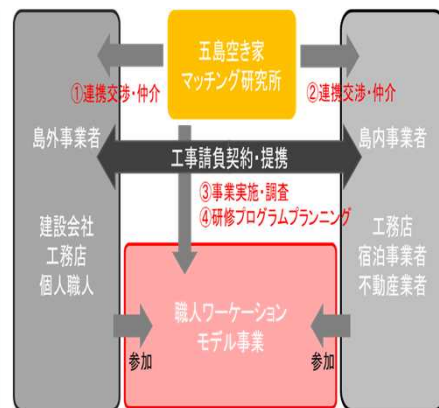 五島空き家
マッチング研究所
①連携交渉・仲介
②連携交渉・仲介
島外事業者
島内事業者
工事請負契約・提携
③事業実施・調査
④研修プログラムプランニング
建設会社
工務店
個人職人
工務店
宿泊事業者
不動産業者
職人ワーケーション
モデル事業
参加
参加